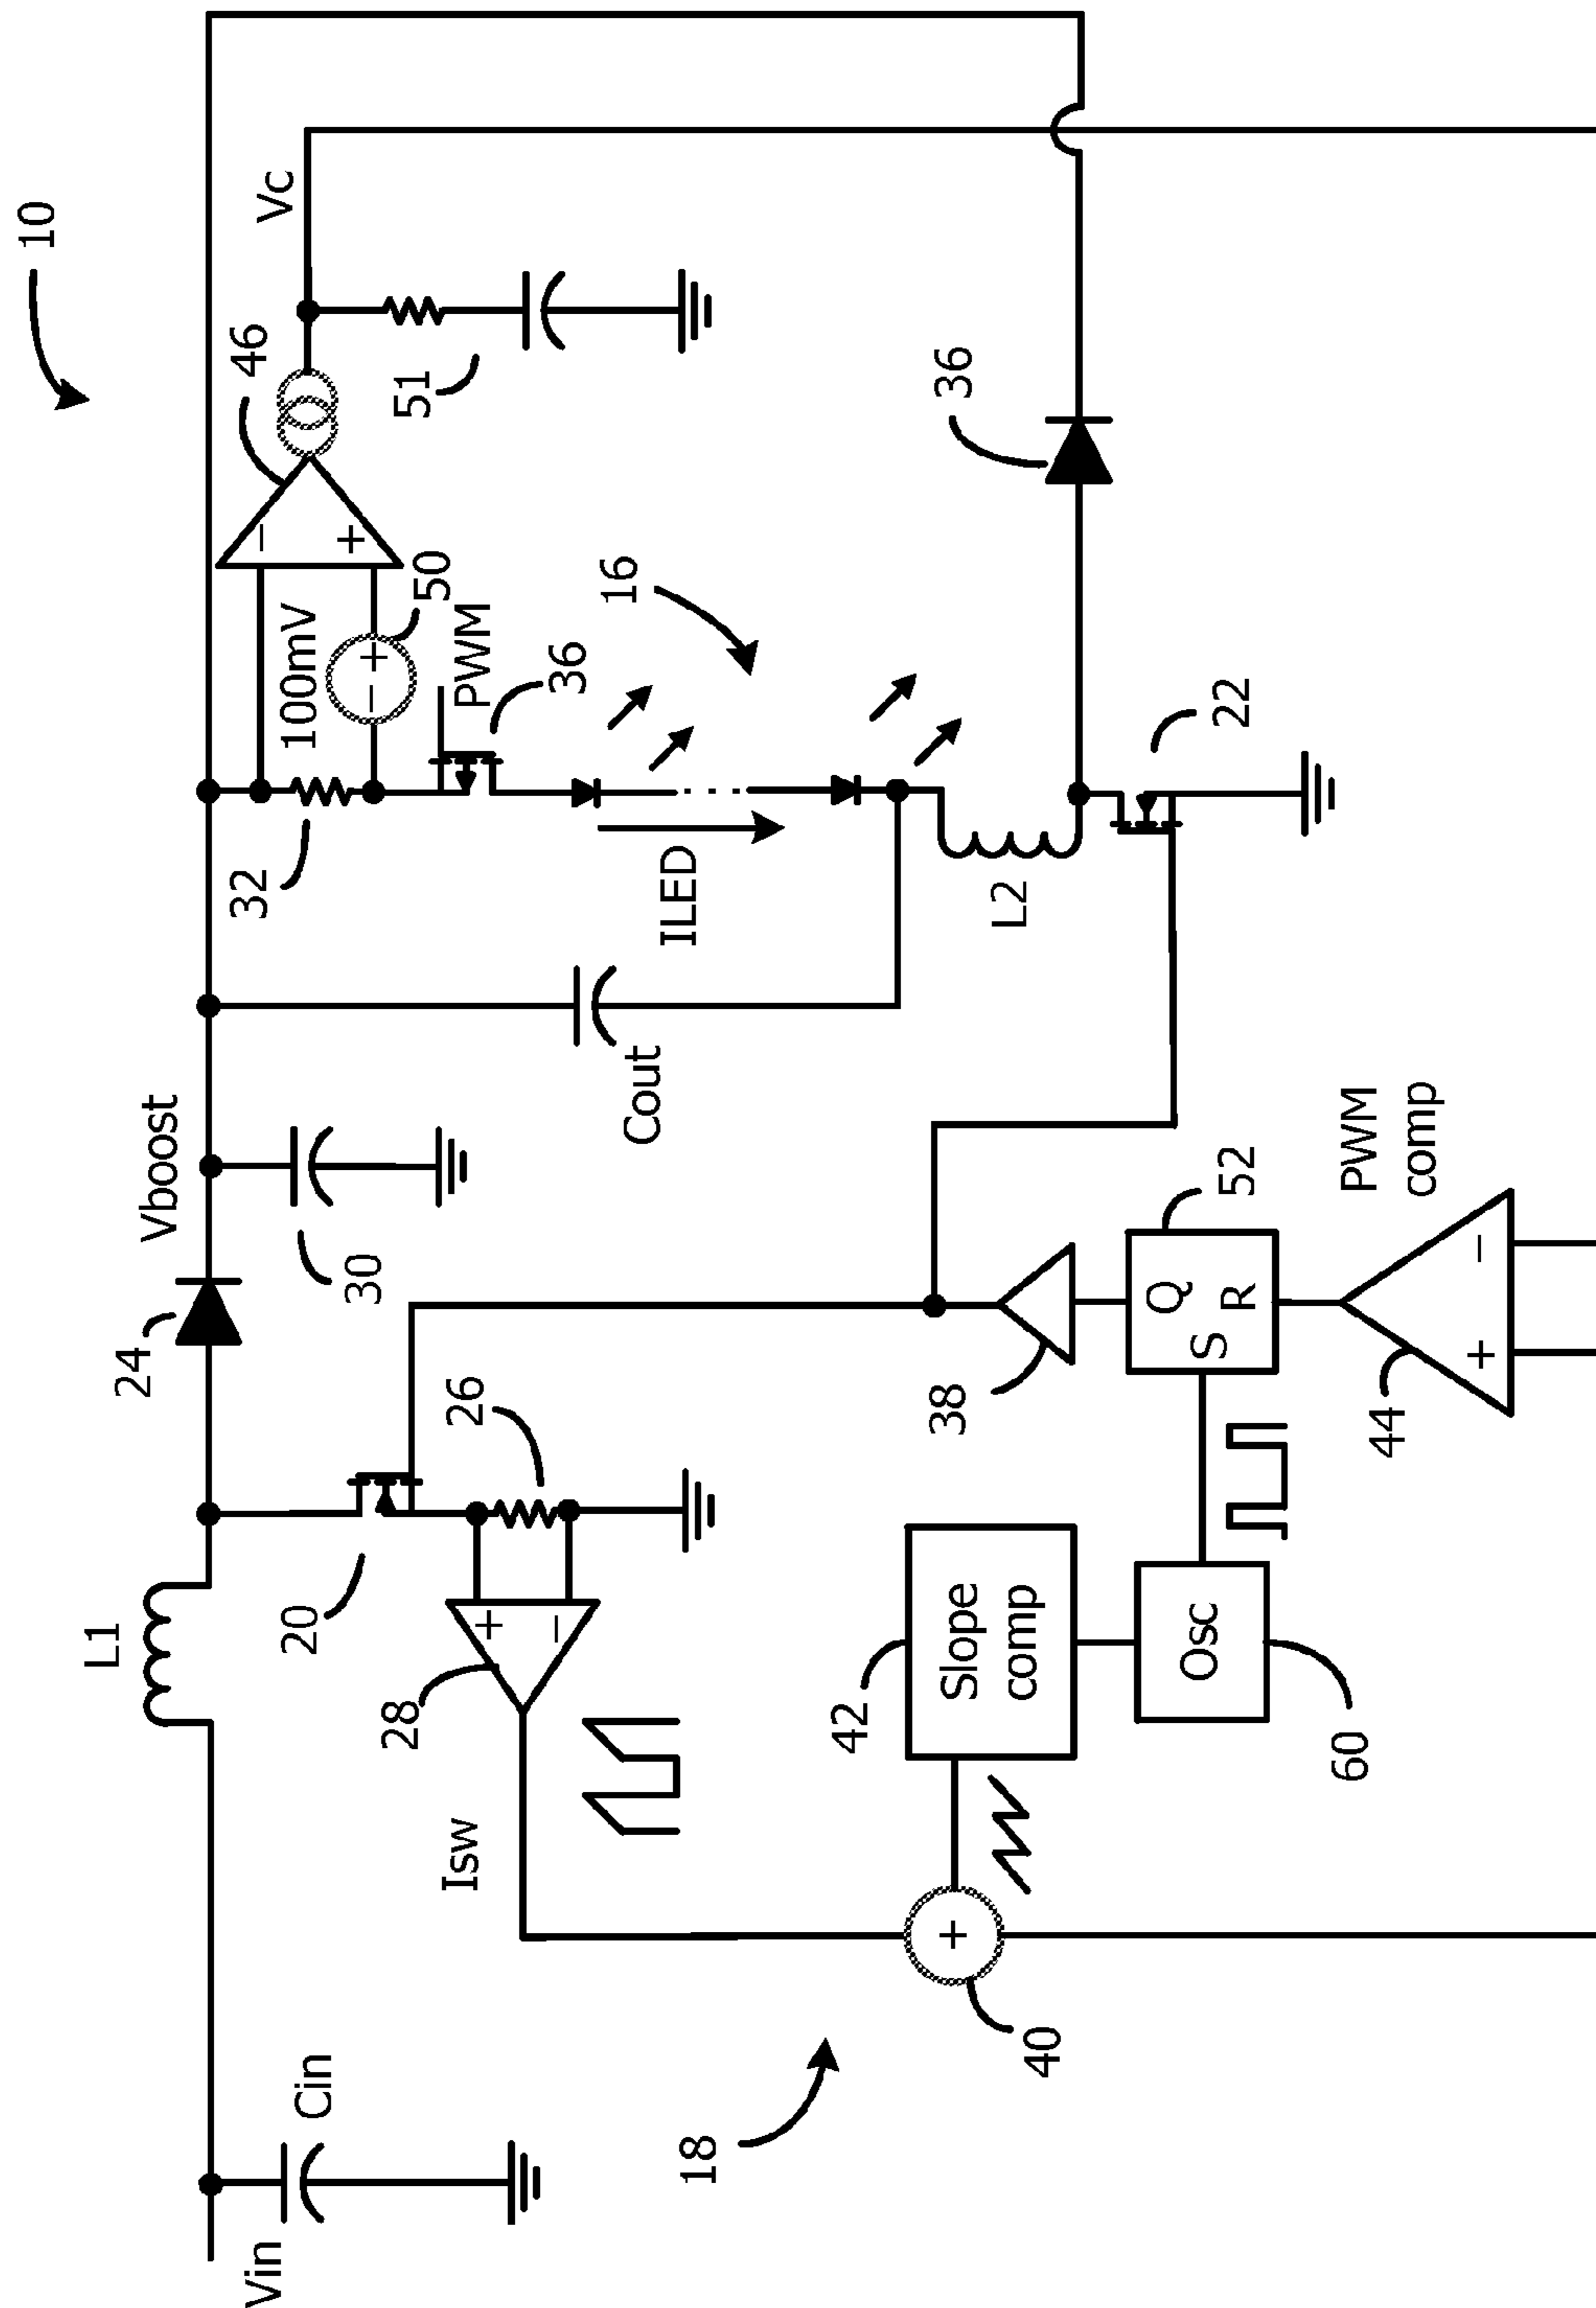 10
Vc
46
51
Vboost
24
L1
100mV
50
PWM
36
32
30
ILED
16
36
Cout
26
20
28
Isw
Vin
Cin
L2
22
38
Q
S
R
52
PWM
comp
44
42
Slope
comp
Osc
60
40
18
+
−
+
−
+
−
+
−
+